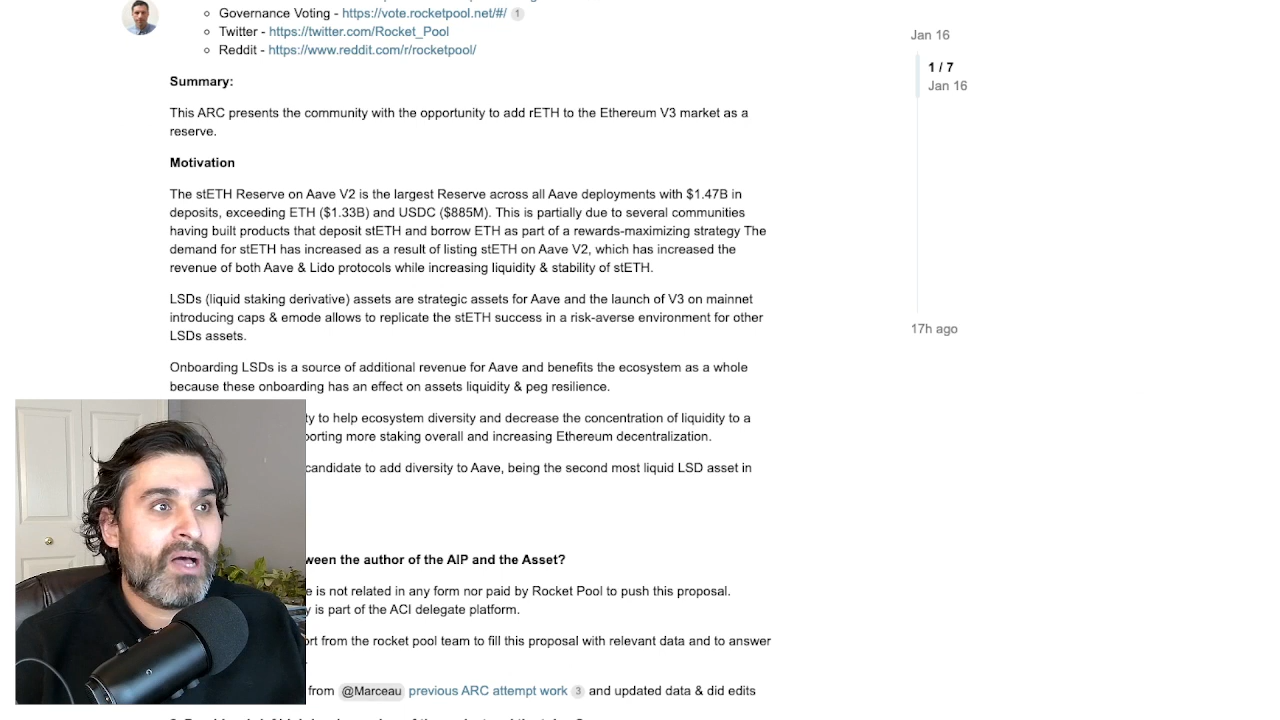 Governance Voting - https://vote.rocketpool.net/#/ 1
Twitter - https://twitter.com/Rocket_Pool
Reddit - https://www.reddit.com/r/rocketpool/
Summary:
This ARC presents the community with the opportunity to add rETH to the Ethereum V3 market as a
reserve.
Motivation
The stETH Reserve on Aave V2 is the largest Reserve across all Aave deployments with $1.47B in
deposits, exceeding ETH ($1.33B) and USDC ($885M). This is partially due to several communities
having built products that deposit stETH and borrow ETH as part of a rewards-maximizing strategy The
demand for stETH has increased as a result of listing stETH on Aave V2, which has increased the
revenue of both Aave & Lido protocols while increasing liquidity & stability of stETH.
LSDs (liquid staking derivative) assets are strategic assets for Aave and the launch of V3 on mainnet
introducing caps & emode allows to replicate the stETH success in a risk-averse environment for other
LSDs assets.
Onboarding LSDs is a source of additional revenue for Aave and benefits the ecosystem as a whole
because these onboarding has an effect on assets liquidity & peg resilience.
to help ecosystem diversity and decrease the concentration of liquidity to a
more staking overall and increasing Ethereum decentralization.
candidate to add diversity to Aave, being the second most liquid LSD asset in
the author of the AIP and the Asset?
is not related in any form nor paid by Rocket Pool to push this proposal.
is part of the ACI delegate platform.
from the rocket pool team to fill this proposal with relevant data and to answer
from @Marceau previous ARC attempt work 3 and updated data & did edits
Jan 16
1 / 7
Jan 16
17h ago